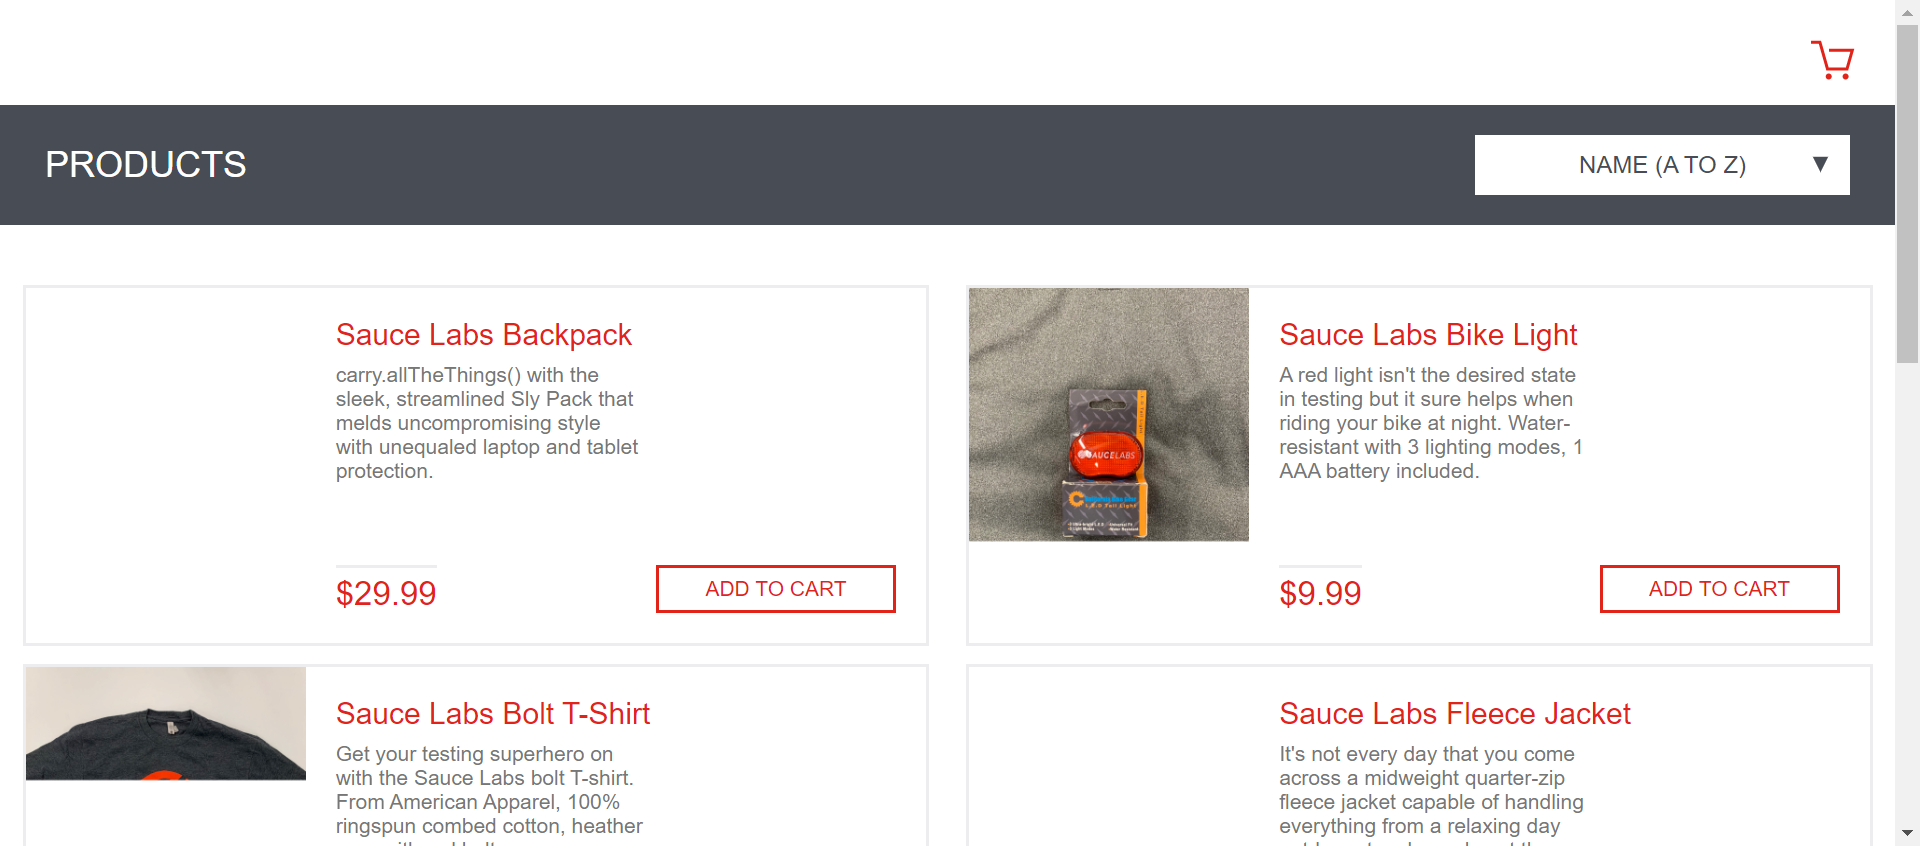 PRODUCTS
NAME (A TO Z)
Sauce Labs Backpack
carry.allTheThings() with the
sleek, streamlined Sly Pack that
melds uncompromising style
with unequaled laptop and tablet
protection.
$29.99
ADD TO CART
SAUCELABS
Sauce Labs Bike Light
A red light isn't the desired state
in testing but it sure helps when
riding your bike at night. Water-
resistant with 3 lighting modes, 1
AAA battery included.
$9.99
ADD TO CART
Sauce Labs Bolt T-Shirt
Get your testing superhero on
with the Sauce Labs bolt T-shirt.
From American Apparel, 100%
ringspun combed cotton, heather
Sauce Labs Fleece Jacket
It's not every day that you come
across a midweight quarter-zip
fleece jacket capable of handling
everything from a relaxing day